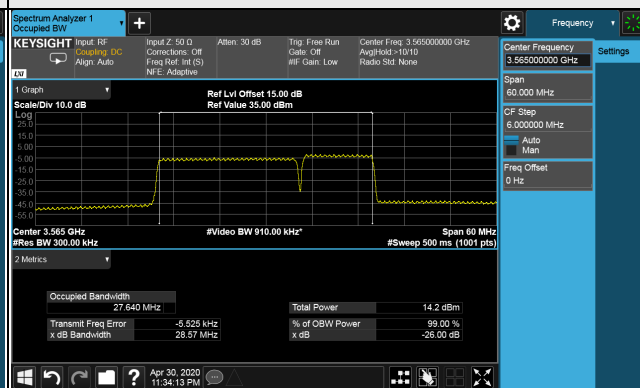 Spectrum Analyzer 1
Occupied BW
+
Frequency
KEYSIGHT
Input: RF
Coupling: DC
Align: Auto
Input Z: 50 Ω
Corrections: Off
Freq Ref: Int (S)
NFE: Adaptive
Atten: 30 dB
Trig: Free Run
Gate: Off
#IF Gain: Low
Center Freq: 3.565000000 GHz
Avg|Hold:>10/10
Radio Std: None
LXI
Center Frequency
3.565000000 GHz
Settings
Span
60.000 MHz
CF Step
6.000000 MHz
Auto
Man
Freq Offset
0 Hz
1 Graph
Scale/Div 10.0 dB
Ref Lvl Offset 15.00 dB
Ref Value 35.00 dBm
Log
25.0
15.0
5.00
-5.00
-15.0
-25.0
-35.0
-45.0
-55.0
Center 3.565 GHz
#Res BW 300.00 kHz
#Video BW 910.00 kHz*
Span 60 MHz
#Sweep 500 ms (1001 pts)
2 Metrics
Occupied Bandwidth
27.640 MHz
Total Power 14.2 dBm
Transmit Freq Error -5.525 kHz
% of OBW Power 99.00 %
x dB Bandwidth 28.57 MHz
x dB -26.00 dB
?
Apr 30, 2020
11:34:13 PM